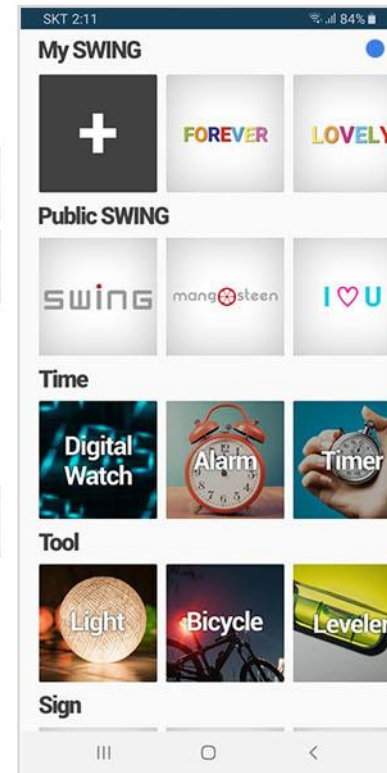 SKT 2:11 84%
My SWING
+
FOREVER LOVELY
Public SWING
swing mangosteen I ♡ U
Time
Digital Watch Alarm Timer
Tool
Light Bicycle Leveler
Sign